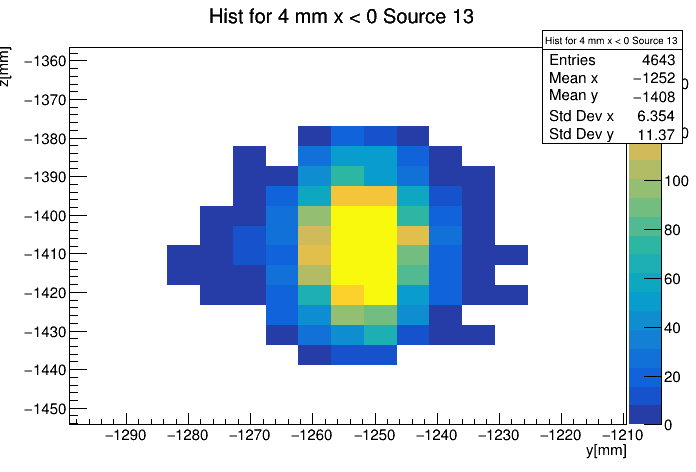 Hist for 4 mm x < 0 Source 13
z[mm]
Hist for 4 mm x < 0 Source 13
Entries 4643
Mean x −1252
Mean y −1408
Std Dev x 6.354
Std Dev y 11.37
−1360
−1370
−1380
−1390
−1400
−1410
−1420
−1430
−1440
−1450
−1290 −1280 −1270 −1260 −1250 −1240 −1230 −1220 −1210
y[mm]
100
80
60
40
20
0